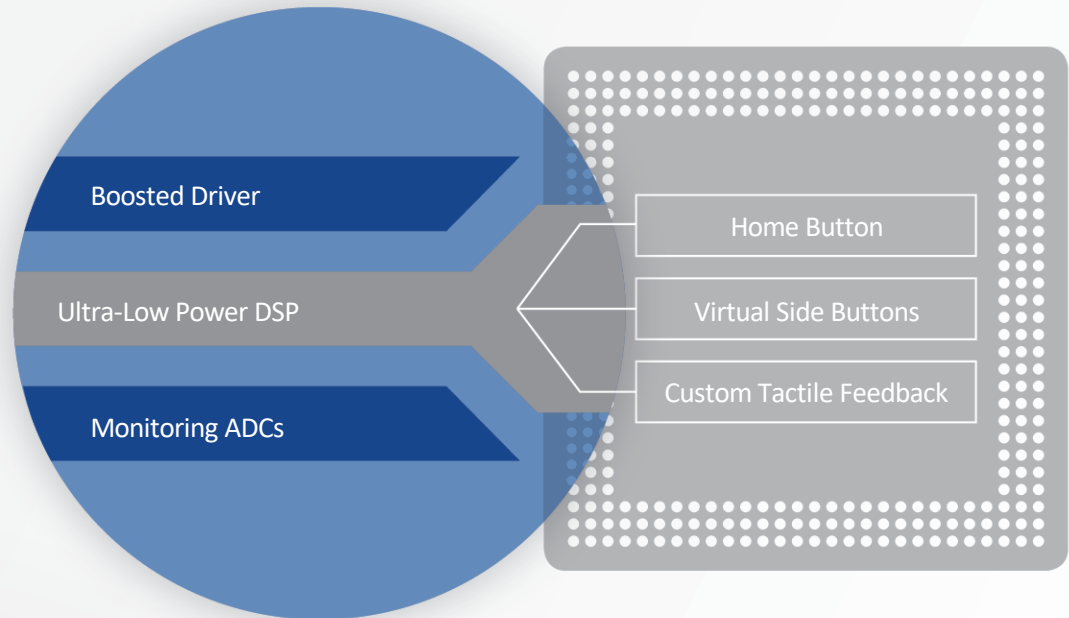 Boosted Driver
Ultra-Low Power DSP
Monitoring ADCs
Home Button
Virtual Side Buttons
Custom Tactile Feedback